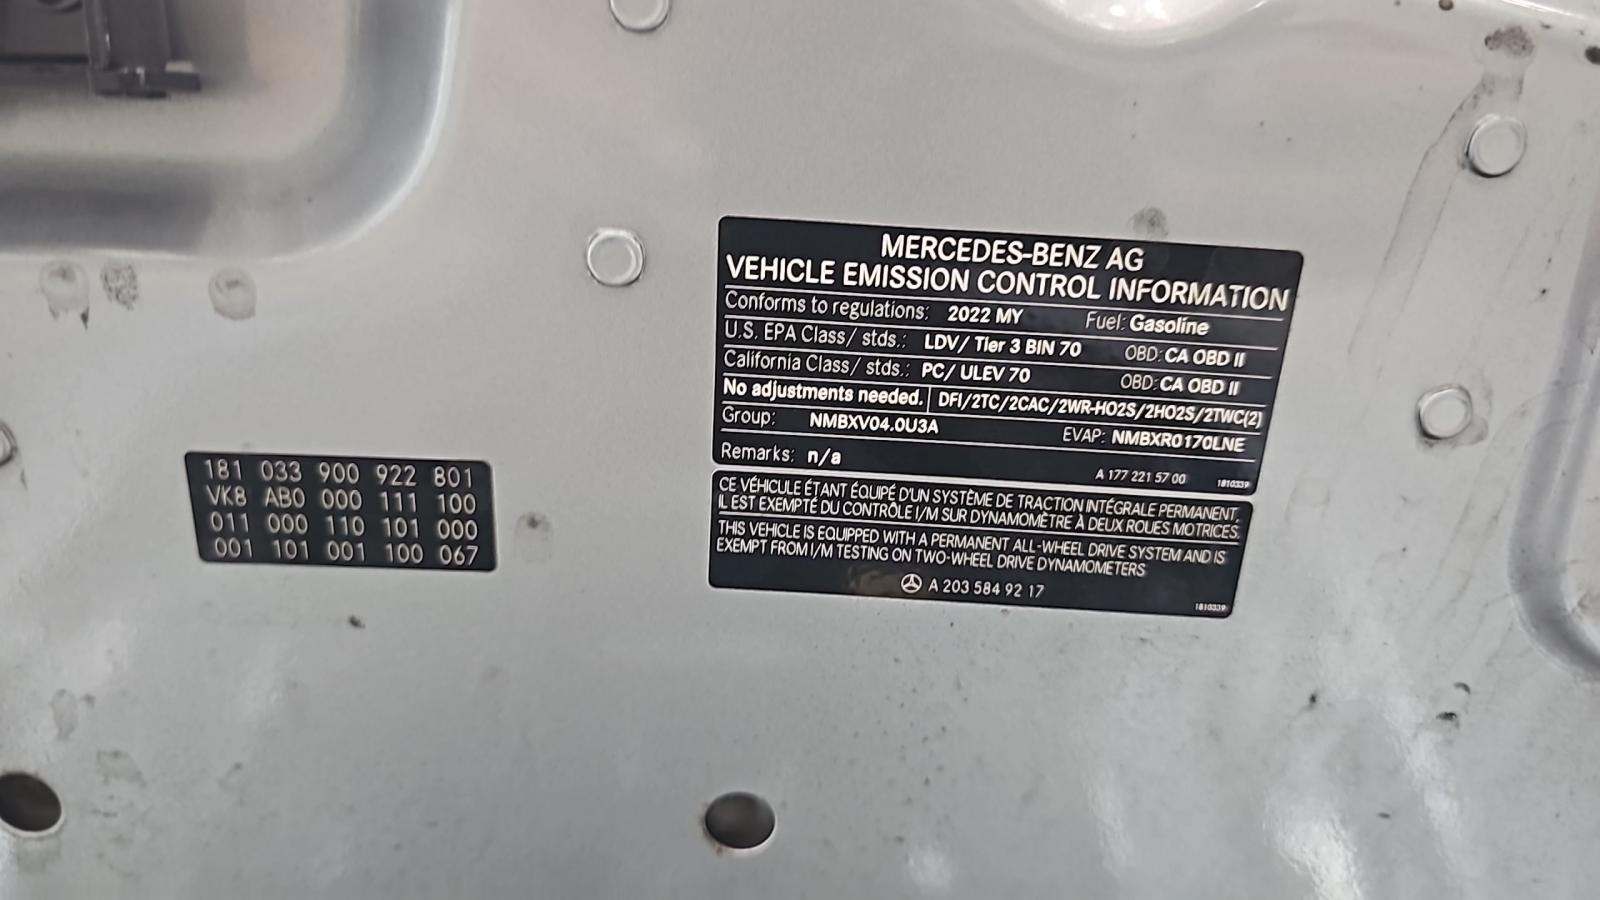 181 033 900 922 801
VK8 AB0 000 111 100
011 000 110 101 000
001 101 001 100 067
MERCEDES-BENZ AG
VEHICLE EMISSION CONTROL INFORMATION
Conforms to regulations: 2022 MY Fuel: Gasoline
U.S. EPA Class/ stds.: LDV/ Tier 3 BIN 70 OBD: CA OBD II
California Class/ stds.: PC/ ULEV 70 OBD: CA OBD II
No adjustments needed. DFI/2TC/2CAC/2WR-HO2S/2HO2S/2TWC(2)
Group: NMBXV04.0U3A EVAP: NMBXR0170LNE
Remarks: n/a A 177 221 57 00 1810339
CE VÉHICULE ÉTANT ÉQUIPÉ D'UN SYSTÈME DE TRACTION INTÉGRALE PERMANENT,
IL EST EXEMPTÉ DU CONTRÔLE I/M SUR DYNAMOMÈTRE À DEUX ROUES MOTRICES.
THIS VEHICLE IS EQUIPPED WITH A PERMANENT ALL-WHEEL DRIVE SYSTEM AND IS
EXEMPT FROM I/M TESTING ON TWO-WHEEL DRIVE DYNAMOMETERS
A 203 584 92 17
1810339